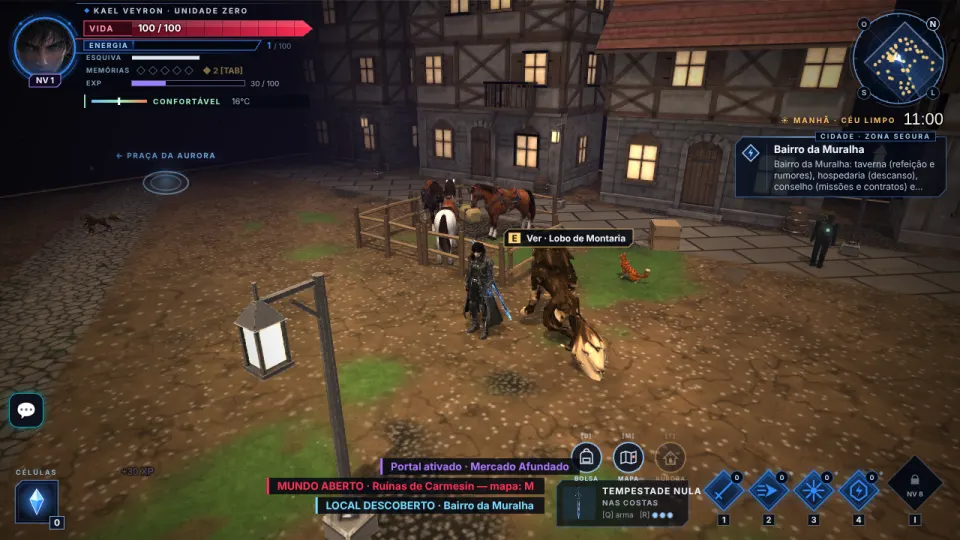 KAEL VEYRON · UNIDADE ZERO
VIDA 100 / 100
ENERGIA 1 / 100
ESQUIVA
MEMÓRIAS 2 [TAB]
EXP 30 / 100
NV 1
CONFORTÁVEL 16°C
← PRAÇA DA AURORA
O N
S L
MANHÃ · CÉU LIMPO 11:00
CIDADE · ZONA SEGURA
Bairro da Muralha
Bairro da Muralha: taverna (refeição e
rumores), hospedaria (descanso),
conselho (missões e contratos) e...
E Ver · Lobo de Montaria
CÉLULAS
0
+30 XP
Portal ativado · Mercado Afundado
MUNDO ABERTO · Ruínas de Carmesin — mapa: M
LOCAL DESCOBERTO · Bairro da Muralha
[B] [M]
BOLSA MAPA
TEMPESTADE NULA
NAS COSTAS
[Q] arma [R]
0 0 0 0
1 2 3 4
NV 8
I